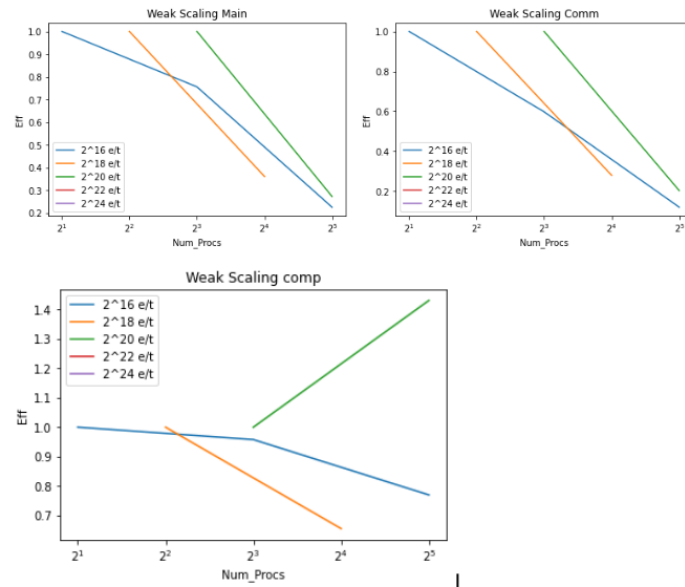 Weak Scaling Main
1.0
0.9
0.8
0.7
0.6
0.5
0.4
0.3
0.2
Eff
2^16 e/t
2^18 e/t
2^20 e/t
2^22 e/t
2^24 e/t
2¹ 2² 2³ 2⁴ 2⁵
Num_Procs
Weak Scaling Comm
1.0
0.8
0.6
0.4
0.2
Eff
2^16 e/t
2^18 e/t
2^20 e/t
2^22 e/t
2^24 e/t
2¹ 2² 2³ 2⁴ 2⁵
Num_Procs
Weak Scaling comp
1.4
1.3
1.2
1.1
1.0
0.9
0.8
0.7
Eff
2^16 e/t
2^18 e/t
2^20 e/t
2^22 e/t
2^24 e/t
2¹ 2² 2³ 2⁴ 2⁵
Num_Procs